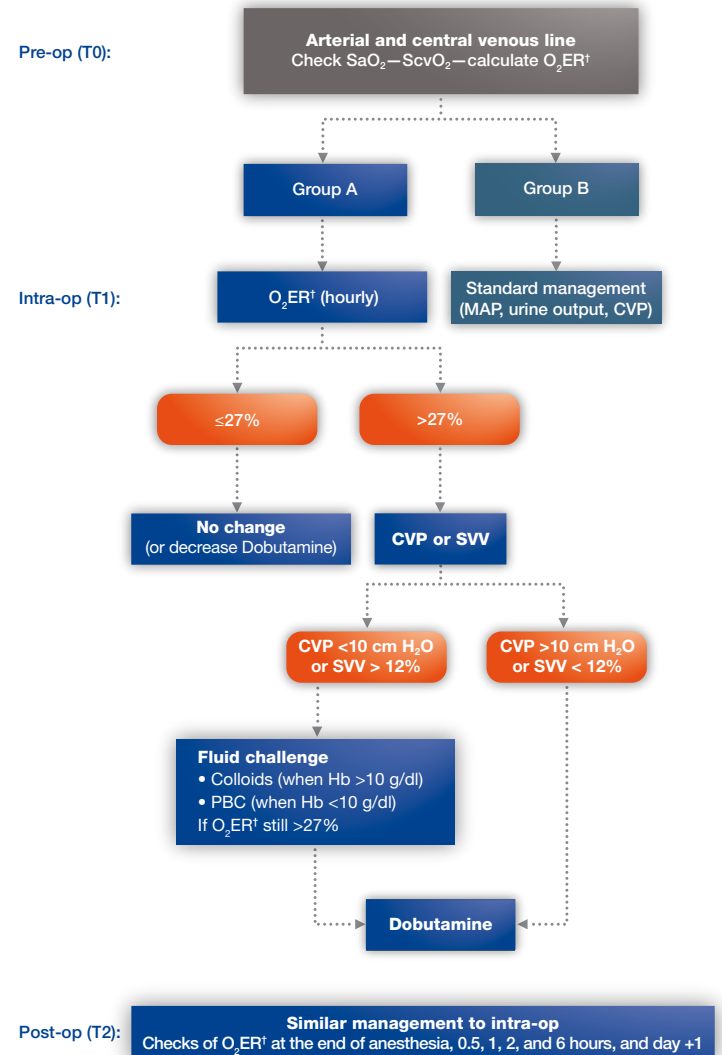 Pre-op (T0):
Arterial and central venous line
Check SaO₂—ScvO₂—calculate O₂ER†
Group A
Group B
Intra-op (T1):
O₂ER† (hourly)
Standard management
(MAP, urine output, CVP)
≤27%
>27%
No change
(or decrease Dobutamine)
CVP or SVV
CVP <10 cm H₂O
or SVV > 12%
CVP >10 cm H₂O
or SVV < 12%
Fluid challenge
• Colloids (when Hb >10 g/dl)
• PBC (when Hb <10 g/dl)
If O₂ER† still >27%
Dobutamine
Post-op (T2):
Similar management to intra-op
Checks of O₂ER† at the end of anesthesia, 0.5, 1, 2, and 6 hours, and day +1